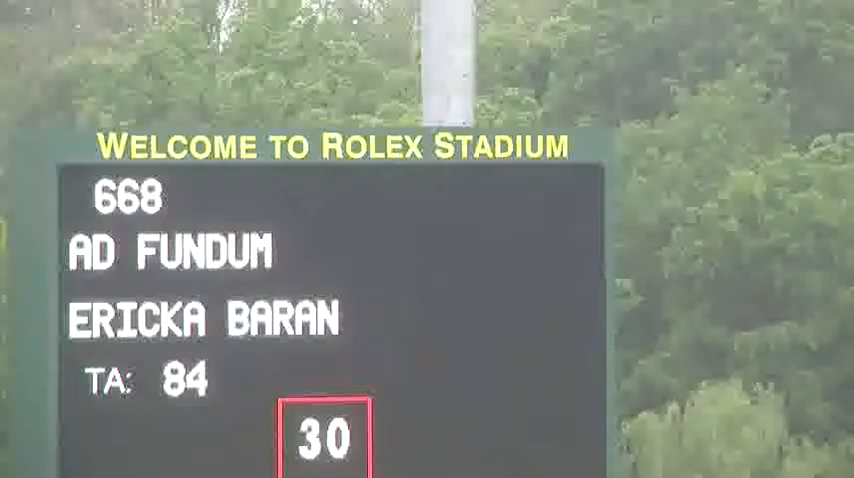 WELCOME TO ROLEX STADIUM
668
AD FUNDUM
ERICKA BARAN
TA: 84
30